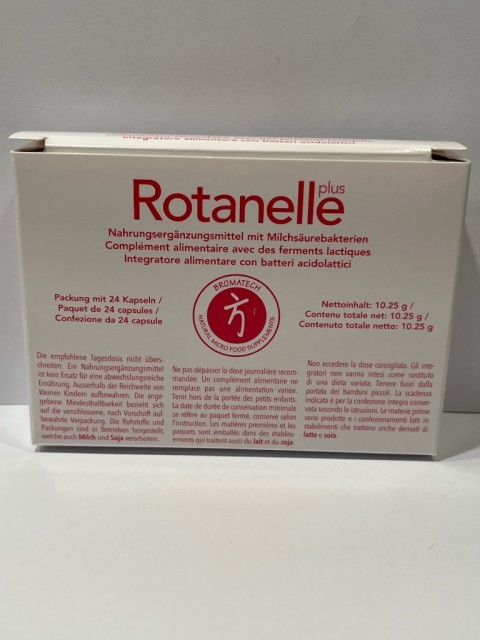 Rotanelle plus
Nahrungsergänzungsmittel mit Milchsäurebakterien
Complément alimentaire avec des ferments lactiques
Integratore alimentare con batteri acidolattici
Packung mit 24 Kapseln /
Paquet de 24 capsules /
Confezione da 24 capsule
BROMATECH
NATURAL MICRO FOOD SUPPLEMENTS
方
Nettoinhalt: 10.25 g /
Contenu totale net: 10.25 g /
Contenuto totale netto: 10.25 g
Die empfohlene Tagesdosis nicht über-
schreiten. Ein Nahrungsergänzungsmittel
ist kein Ersatz für eine abwechslungsreiche
Ernährung. Ausserhalb der Reichweite von
kleinen Kindern aufbewahren. Die ange-
gebene Mindesthaltbarkeit bezieht sich
auf die verschlossene, nach Vorschrift auf-
bewahrte Verpackung. Die Rohstoffe und
Packungen sind in Betrieben hergestellt,
welche auch Milch und Soja verarbeiten.
Ne pas dépasser la dose journalière recom-
mandée. Un complément alimentaire ne
remplace pas une alimentation variée.
Tenir hors de la portée des petits enfants.
La date de durée de conservation minimale
se réfère au paquet fermé, conservé selon
l'instruction. Les matières premières et les
paquets sont emballés dans des établiss-
ements qui traitent aussi du lait et du soja.
Non eccedere la dose consigliata. Gli inte-
gratori non vanno intesi come sostituto
di una dieta variata. Tenere fuori dalla
portata dei bambini piccoli. La scadenza
indicata è per la confezione integra conser-
vata secondo le istruzioni. Le materie prime
sono prodotte e i confezionamenti fatti in
stabilimenti che trattano anche derivati di
latte e soia.